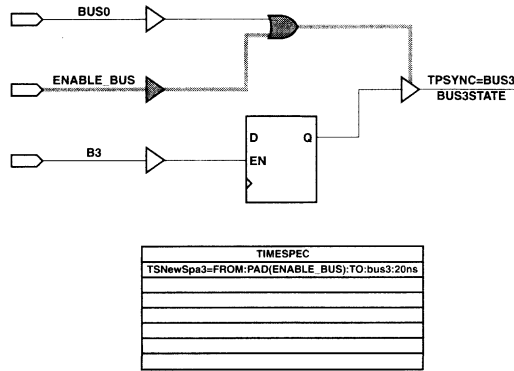 BUS0
ENABLE_BUS
TPSYNC=BUS3
BUS3STATE
B3
D Q
EN
TIMESPEC
TSNewSpa3=FROM:PAD(ENABLE_BUS):TO:bus3:20ns